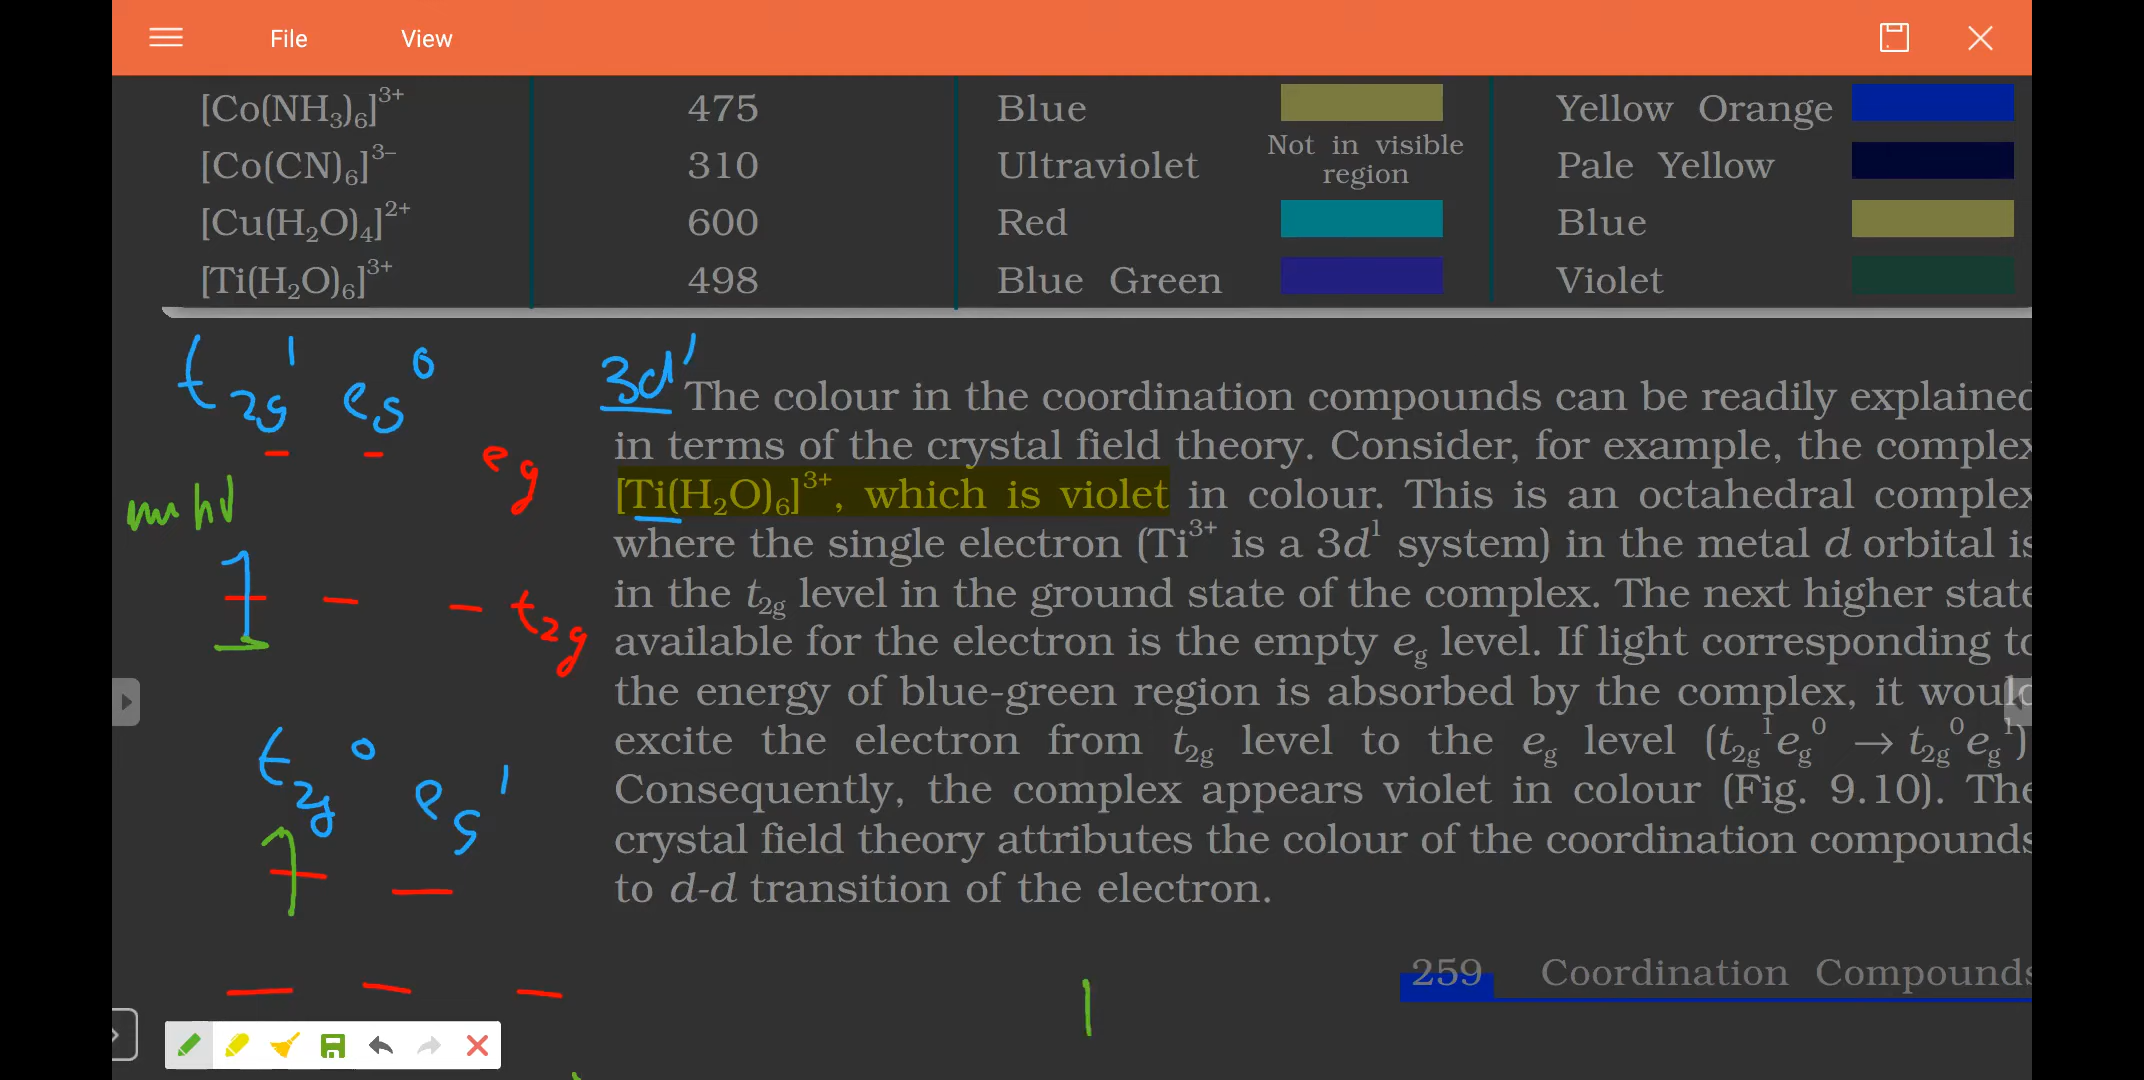 File View
[Co(NH3)6]3+ 475 Blue Yellow Orange
Not in visible region
[Co(CN)6]3– 310 Ultraviolet Pale Yellow
[Cu(H2O)4]2+ 600 Red Blue
[Ti(H2O)6]3+ 498 Blue Green Violet
t2g1 eg0
3d1
The colour in the coordination compounds can be readily explained
in terms of the crystal field theory. Consider, for example, the complex
[Ti(H2O)6]3+, which is violet in colour. This is an octahedral complex
where the single electron (Ti3+ is a 3d1 system) in the metal d orbital is
in the t2g level in the ground state of the complex. The next higher state
available for the electron is the empty eg level. If light corresponding to
the energy of blue-green region is absorbed by the complex, it would
excite the electron from t2g level to the eg level (t2g1eg0 → t2g0eg1)
Consequently, the complex appears violet in colour (Fig. 9.10). The
crystal field theory attributes the colour of the coordination compounds
to d-d transition of the electron.
eg
hν
t2g
t2g0 eg1
259 Coordination Compounds